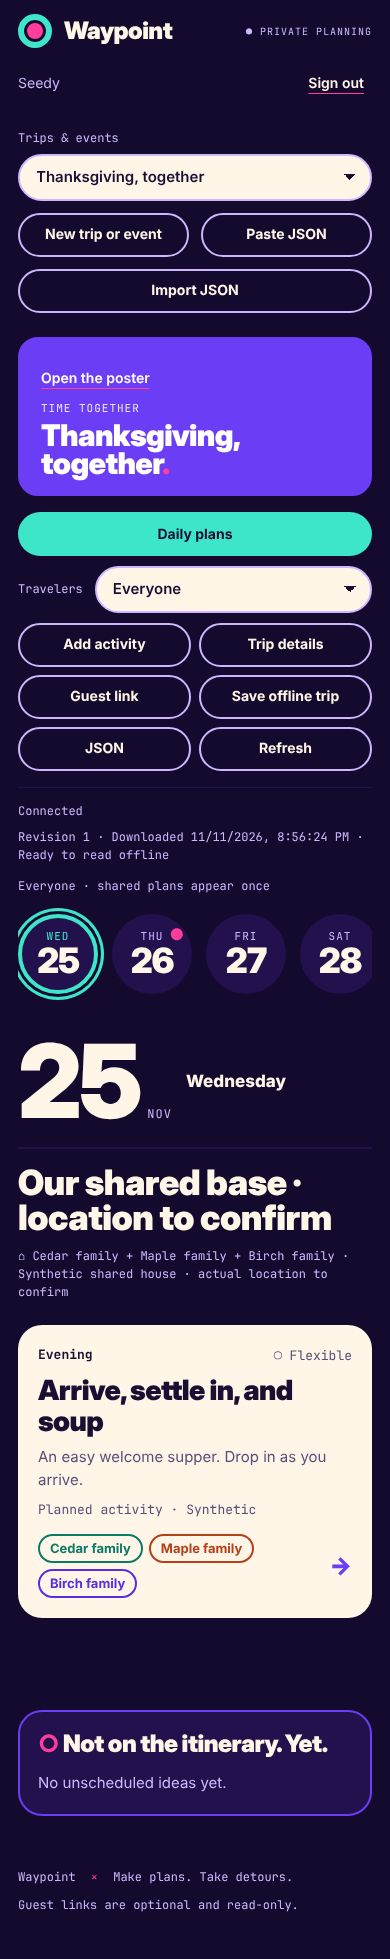 Waypoint
PRIVATE PLANNING
Seedy
Sign out
Trips & events
Thanksgiving, together
New trip or event
Paste JSON
Import JSON
Open the poster
TIME TOGETHER
Thanksgiving,
together.
Daily plans
Travelers
Everyone
Add activity
Trip details
Guest link
Save offline trip
JSON
Refresh
Connected
Revision 1 · Downloaded 11/11/2026, 8:56:24 PM ·
Ready to read offline
Everyone · shared plans appear once
WED
25
THU
26
FRI
27
SAT
28
25
NOV
Wednesday
Our shared base ·
location to confirm
⌂ Cedar family + Maple family + Birch family ·
Synthetic shared house · actual location to
confirm
Evening
○ Flexible
Arrive, settle in, and
soup
An easy welcome supper. Drop in as you
arrive.
Planned activity · Synthetic
Cedar family
Maple family
Birch family
→
Not on the itinerary. Yet.
No unscheduled ideas yet.
Waypoint × Make plans. Take detours.
Guest links are optional and read-only.